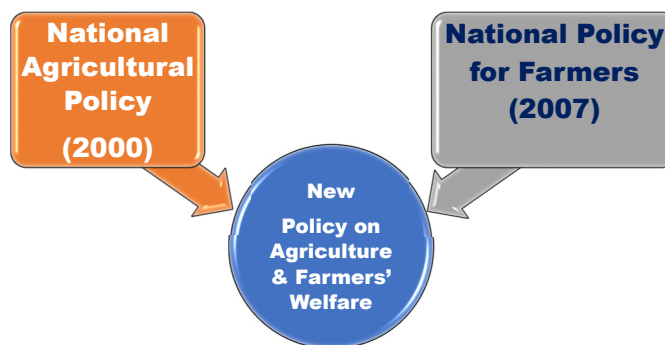 National
Agricultural
Policy
(2000)
National Policy
for Farmers
(2007)
New
Policy on
Agriculture
& Farmers’
Welfare